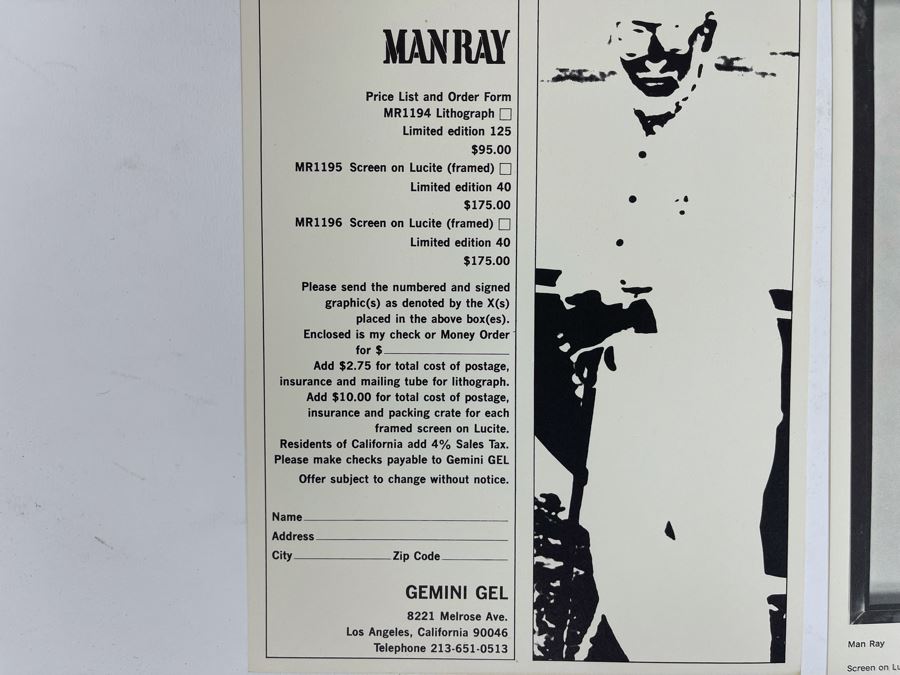 MAN RAY
Price List and Order Form
MR1194 Lithograph
Limited edition 125
$95.00
MR1195 Screen on Lucite (framed)
Limited edition 40
$175.00
MR1196 Screen on Lucite (framed)
Limited edition 40
$175.00
Please send the numbered and signed
graphic(s) as denoted by the X(s)
placed in the above box(es).
Enclosed is my check or Money Order
for $
Add $2.75 for total cost of postage,
insurance and mailing tube for lithograph.
Add $10.00 for total cost of postage,
insurance and packing crate for each
framed screen on Lucite.
Residents of California add 4% Sales Tax.
Please make checks payable to Gemini GEL
Offer subject to change without notice.
Name
Address
City Zip Code
GEMINI GEL
8221 Melrose Ave.
Los Angeles, California 90046
Telephone 213-651-0513
Man Ray
Screen on